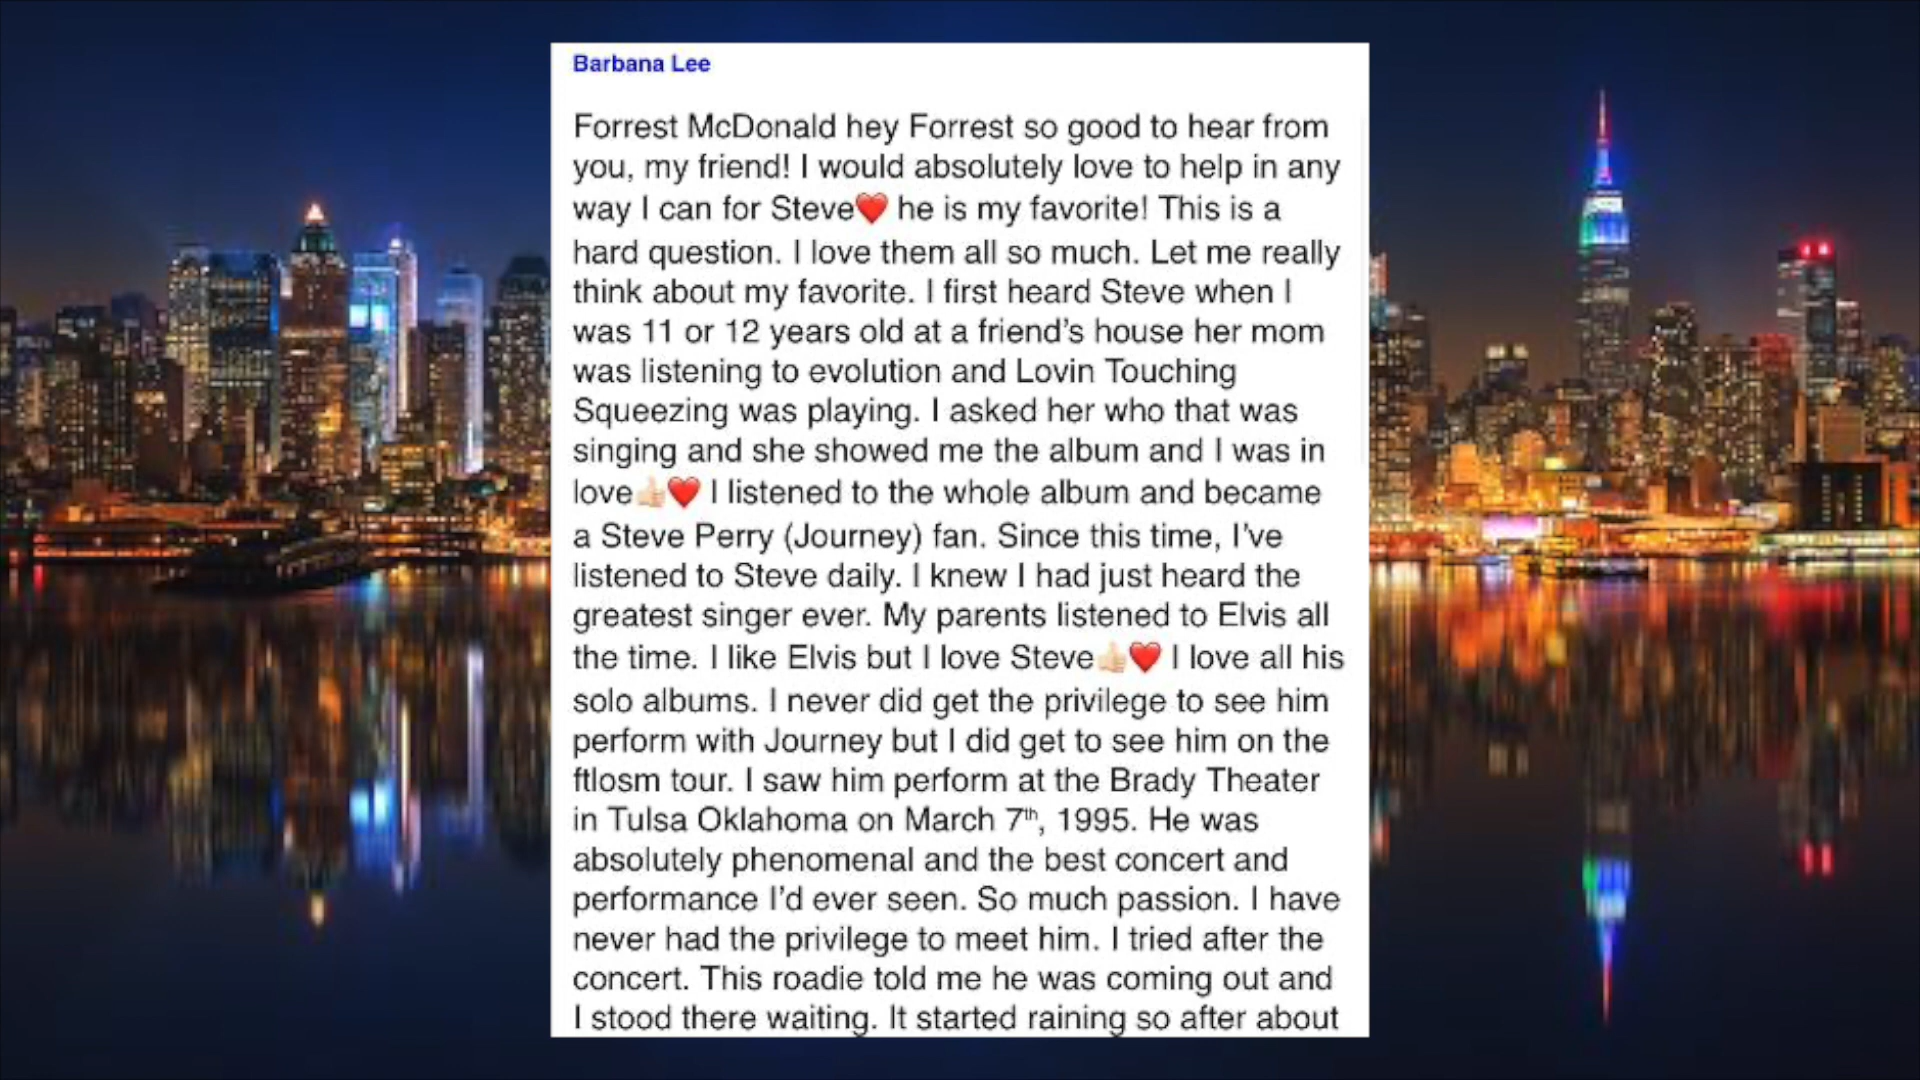 Barbana Lee
Forrest McDonald hey Forrest so good to hear from
you, my friend! I would absolutely love to help in any
way I can for Steve❤️ he is my favorite! This is a
hard question. I love them all so much. Let me really
think about my favorite. I first heard Steve when I
was 11 or 12 years old at a friend’s house her mom
was listening to evolution and Lovin Touching
Squeezing was playing. I asked her who that was
singing and she showed me the album and I was in
love👍🏻❤️ I listened to the whole album and became
a Steve Perry (Journey) fan. Since this time, I’ve
listened to Steve daily. I knew I had just heard the
greatest singer ever. My parents listened to Elvis all
the time. I like Elvis but I love Steve👍🏻❤️ I love all his
solo albums. I never did get the privilege to see him
perform with Journey but I did get to see him on the
ftlosm tour. I saw him perform at the Brady Theater
in Tulsa Oklahoma on March 7th, 1995. He was
absolutely phenomenal and the best concert and
performance I’d ever seen. So much passion. I have
never had the privilege to meet him. I tried after the
concert. This roadie told me he was coming out and
I stood there waiting. It started raining so after about